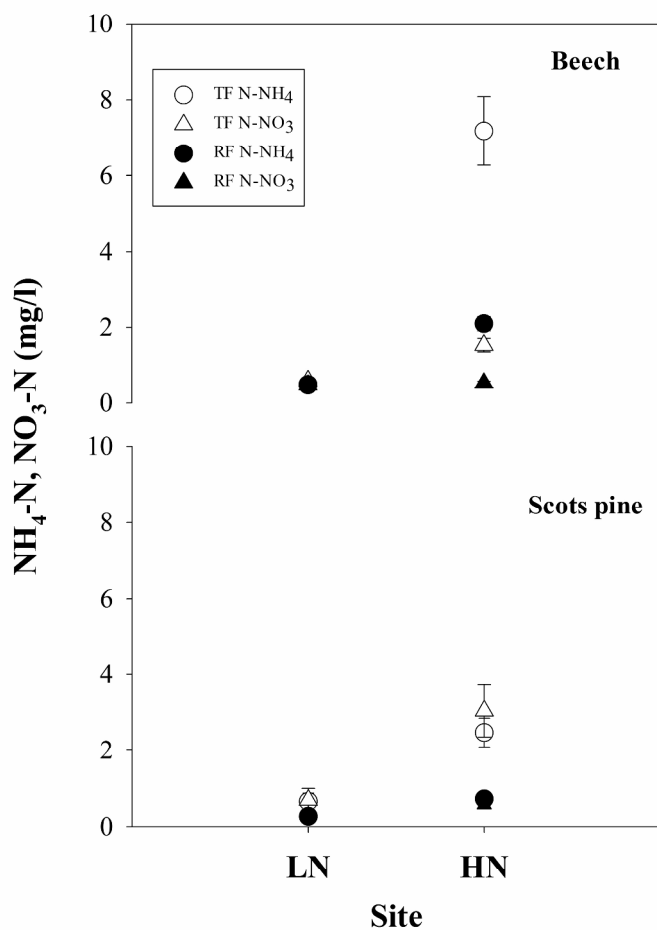 10
8
6
4
2
0
Beech
TF N-NH4
TF N-NO3
RF N-NH4
RF N-NO3
NH4-N, NO3-N (mg/l)
10
8
6
4
2
0
Scots pine
LN HN
Site